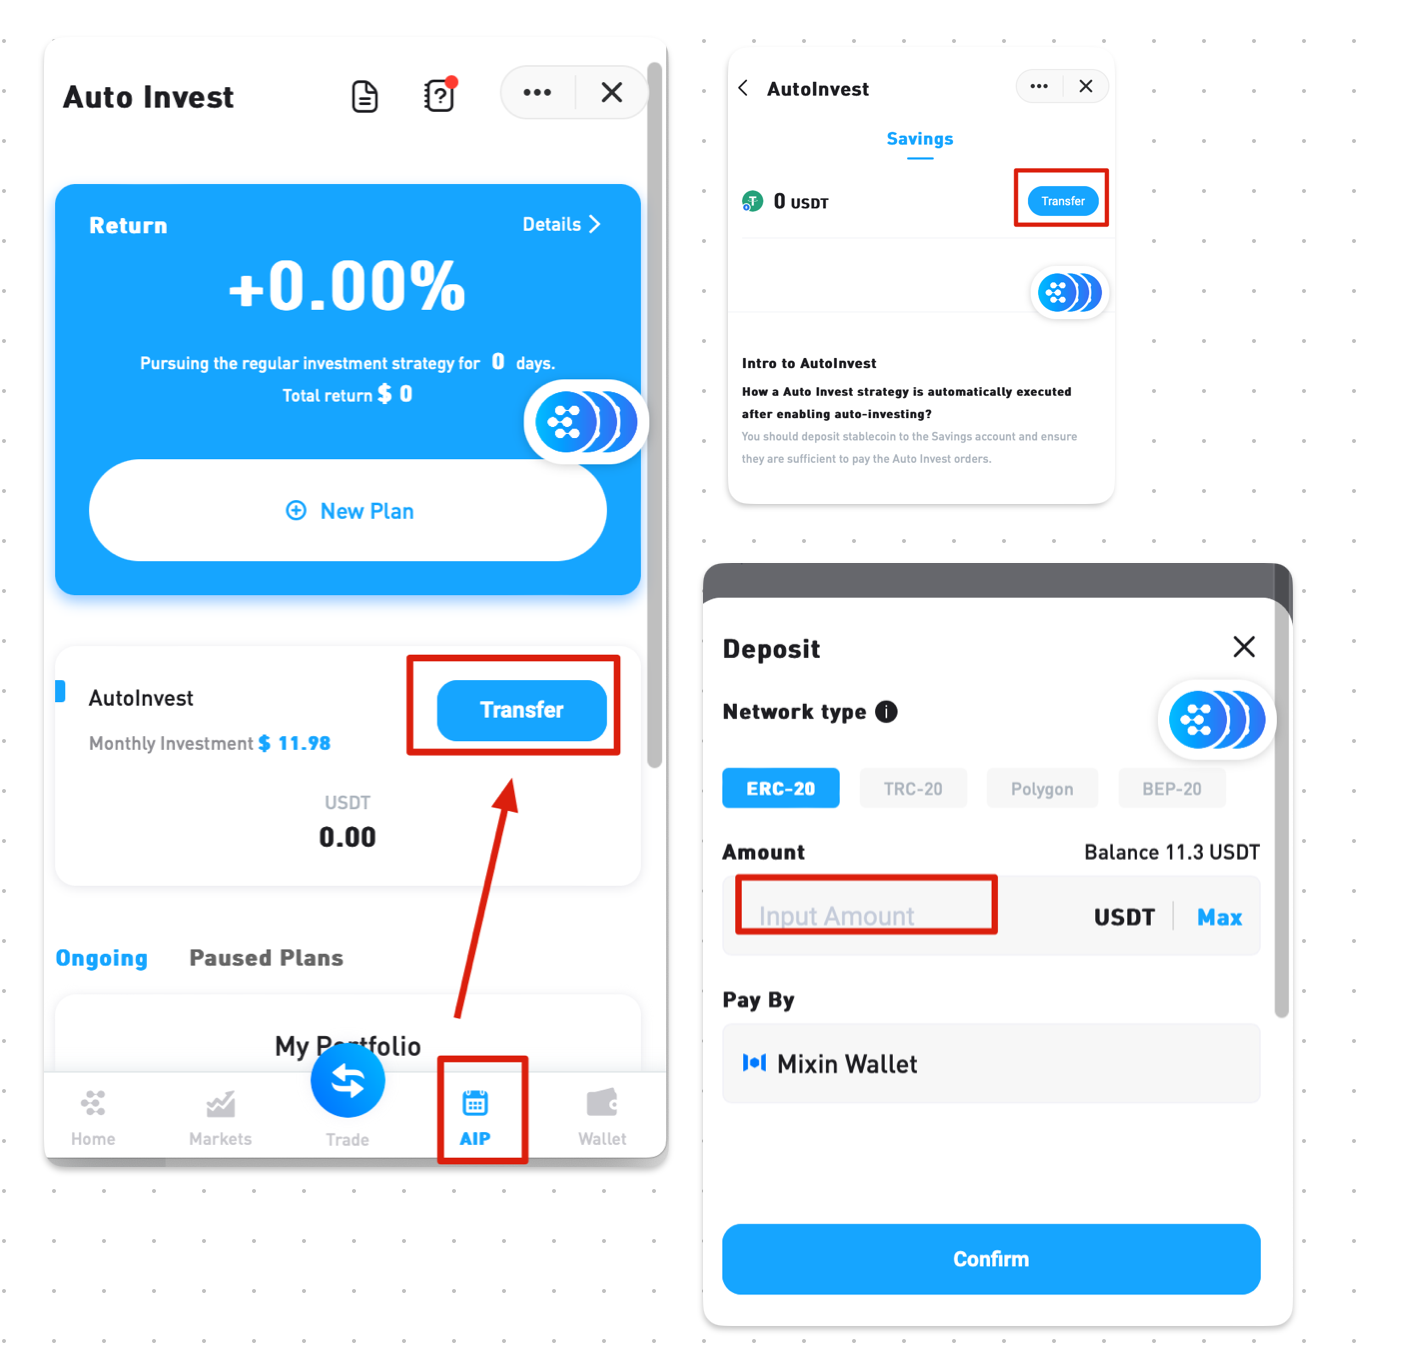 Auto Invest
Return
Details
+0.00%
Pursuing the regular investment strategy for 0 days.
Total return $ 0
New Plan
AutoInvest
Transfer
Monthly Investment $ 11.98
USDT
0.00
Ongoing
Paused Plans
My Portfolio
Home
Markets
Trade
AIP
Wallet
AutoInvest
Savings
0 USDT
Transfer
Intro to AutoInvest
How a Auto Invest strategy is automatically executed
after enabling auto-investing?
You should deposit stablecoin to the Savings account and ensure
they are sufficient to pay the Auto Invest orders.
Deposit
Network type
ERC-20
TRC-20
Polygon
BEP-20
Amount
Balance 11.3 USDT
Input Amount
USDT
Max
Pay By
Mixin Wallet
Confirm